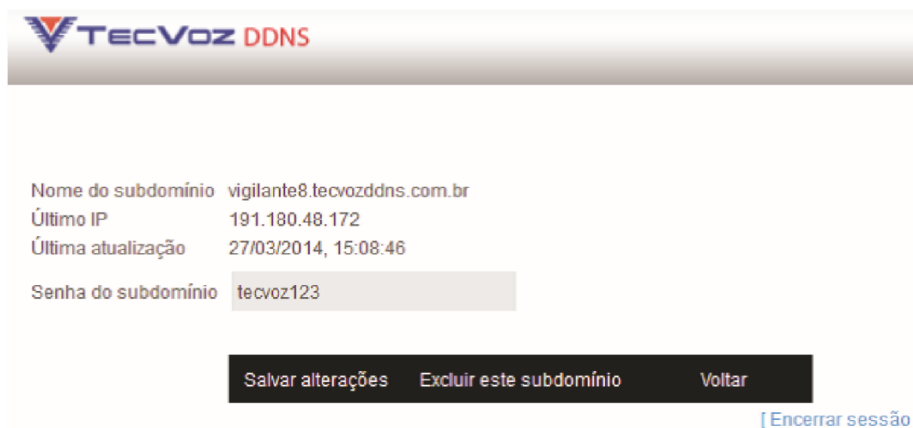 TecVoz DDNS
Nome do subdomínio vigilante8.tecvozddns.com.br
Último IP 191.180.48.172
Última atualização 27/03/2014, 15:08:46
Senha do subdomínio tecvoz123
Salvar alterações Excluir este subdomínio Voltar
[ Encerrar sessão